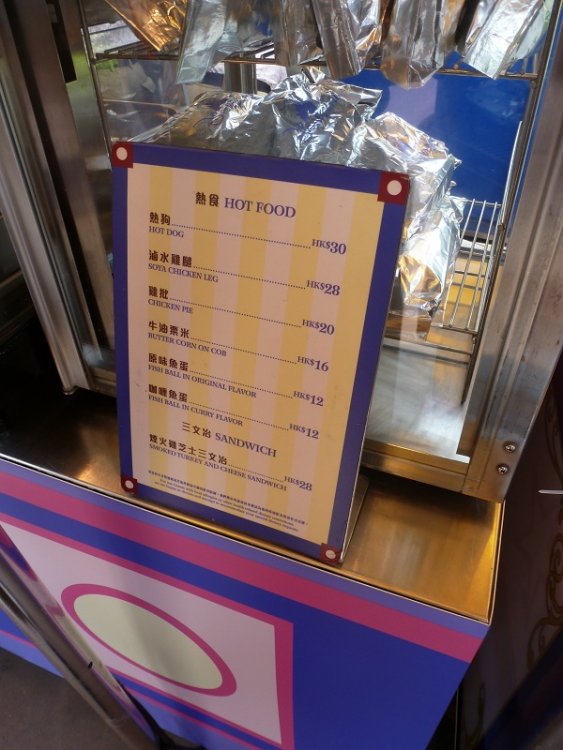 熱食 HOT FOOD
熱狗 HK$30
HOT DOG
滷水雞髀 HK$28
SOYA CHICKEN LEG
雞批 HK$20
CHICKEN PIE
牛油粟米 HK$16
BUTTER CORN ON COB
原味魚蛋 HK$12
FISH BALL IN ORIGINAL FLAVOR
咖喱魚蛋 HK$12
FISH BALL IN CURRY FLAVOR
三文治 SANDWICH
煙火雞芝士三文治 HK$28
SMOKED TURKEY AND CHEESE SANDWICH